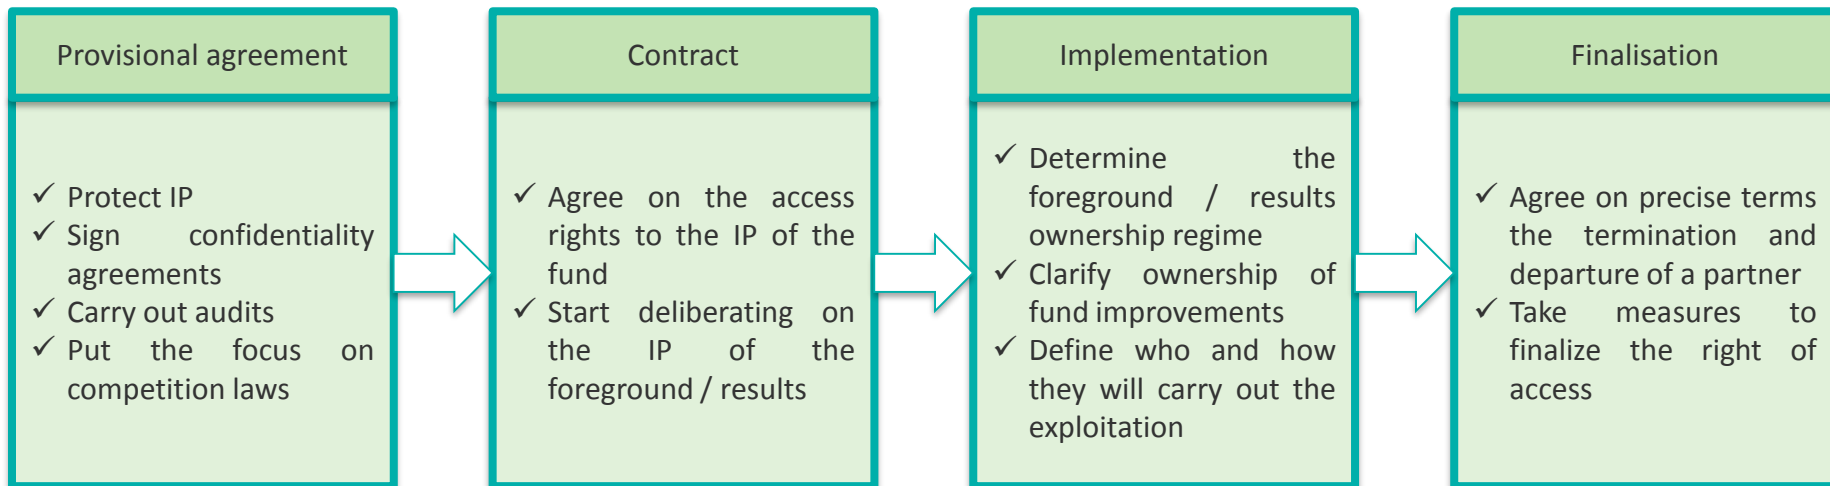 Provisional agreement
✓ Protect IP
✓ Sign confidentiality
agreements
✓ Carry out audits
✓ Put the focus on
competition laws
Contract
✓ Agree on the access
rights to the IP of the
fund
✓ Start deliberating on
the IP of the
foreground / results
Implementation
✓ Determine the
foreground / results
ownership regime
✓ Clarify ownership of
fund improvements
✓ Define who and how
they will carry out the
exploitation
Finalisation
✓ Agree on precise terms
the termination and
departure of a partner
✓ Take measures to
finalize the right of
access